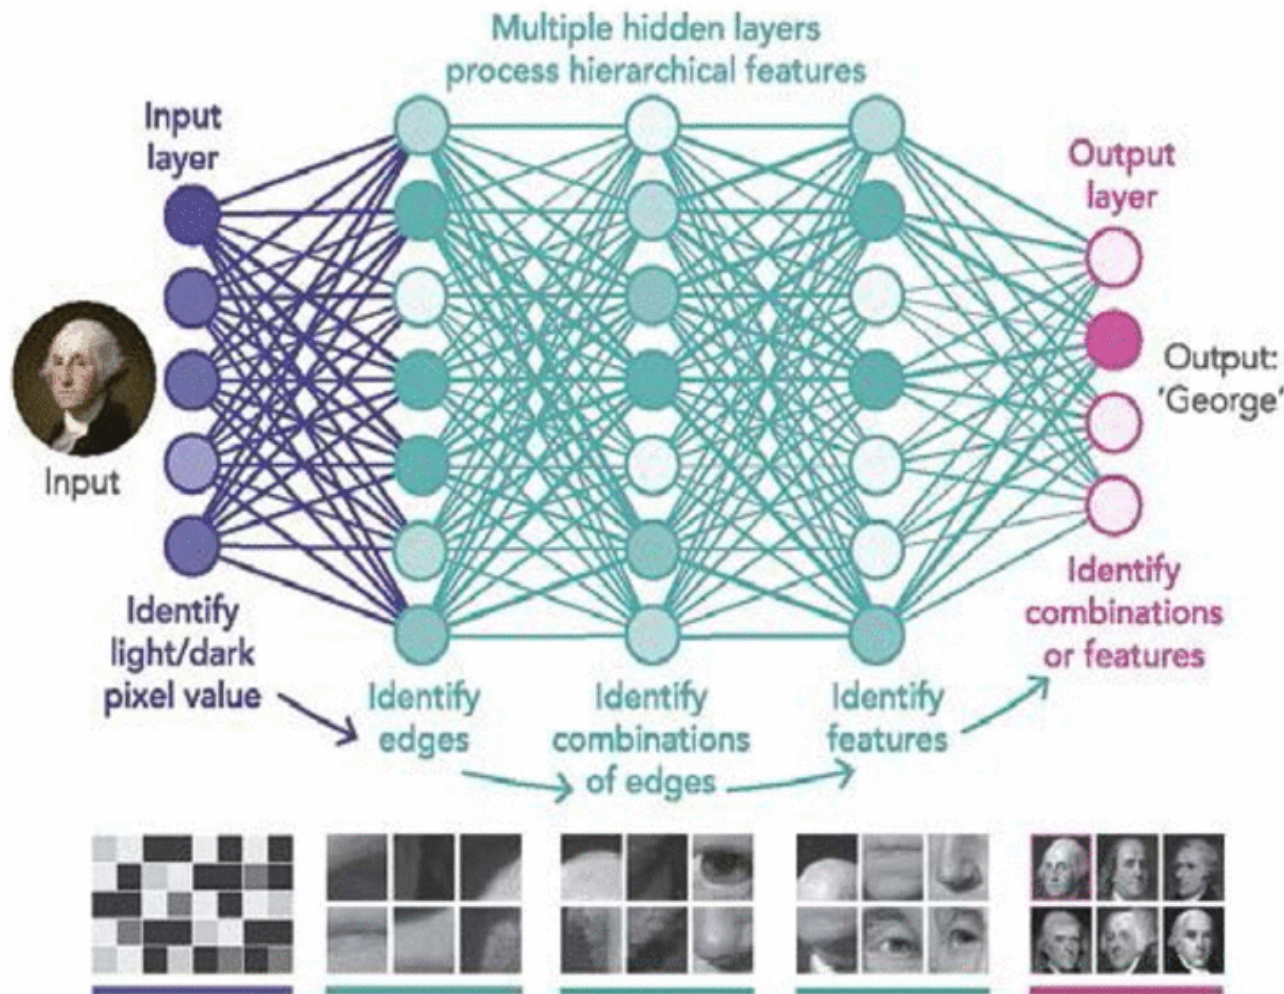 Multiple hidden layers
process hierarchical features
Input
layer
Output
layer
Input
Output:
'George'
Identify
light/dark
pixel value
Identify
edges
Identify
combinations
of edges
Identify
features
Identify
combinations
or features